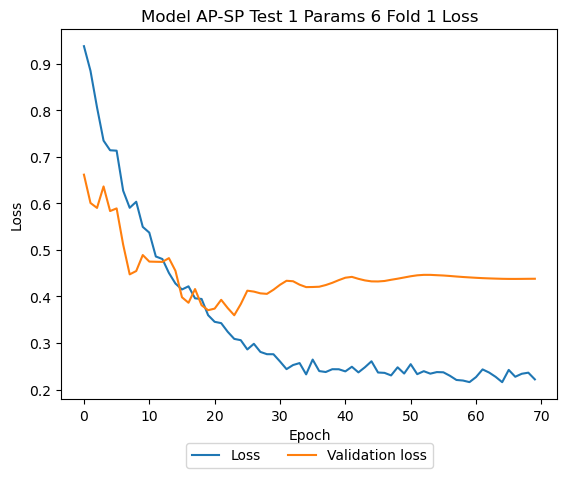 Model AP-SP Test 1 Params 6 Fold 1 Loss
0.9
0.8
0.7
0.6
0.5
0.4
0.3
0.2
Loss
0 10 20 30 40 50 60 70
Epoch
Loss Validation loss